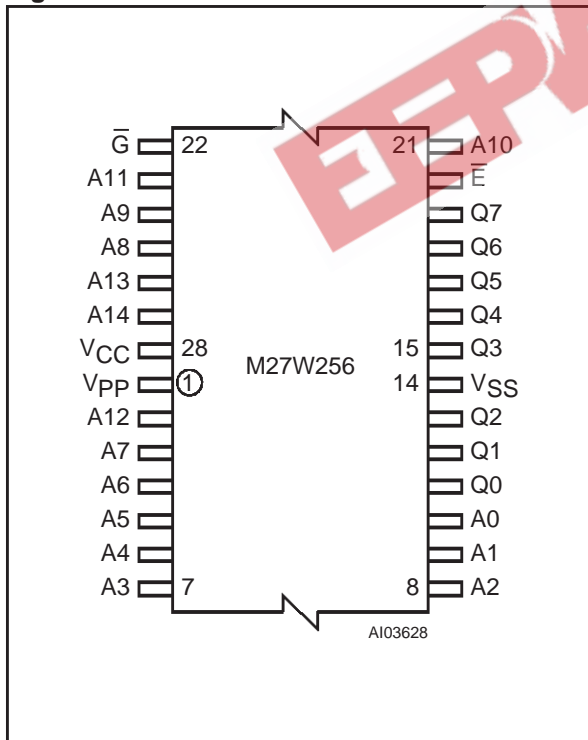 G̅ 22 21 A10
A11 E̅
A9 Q7
A8 Q6
A13 Q5
A14 Q4
VCC 28 15 Q3
M27W256
VPP 1 14 VSS
A12 Q2
A7 Q1
A6 Q0
A5 A0
A4 A1
A3 7 8 A2
AI03628